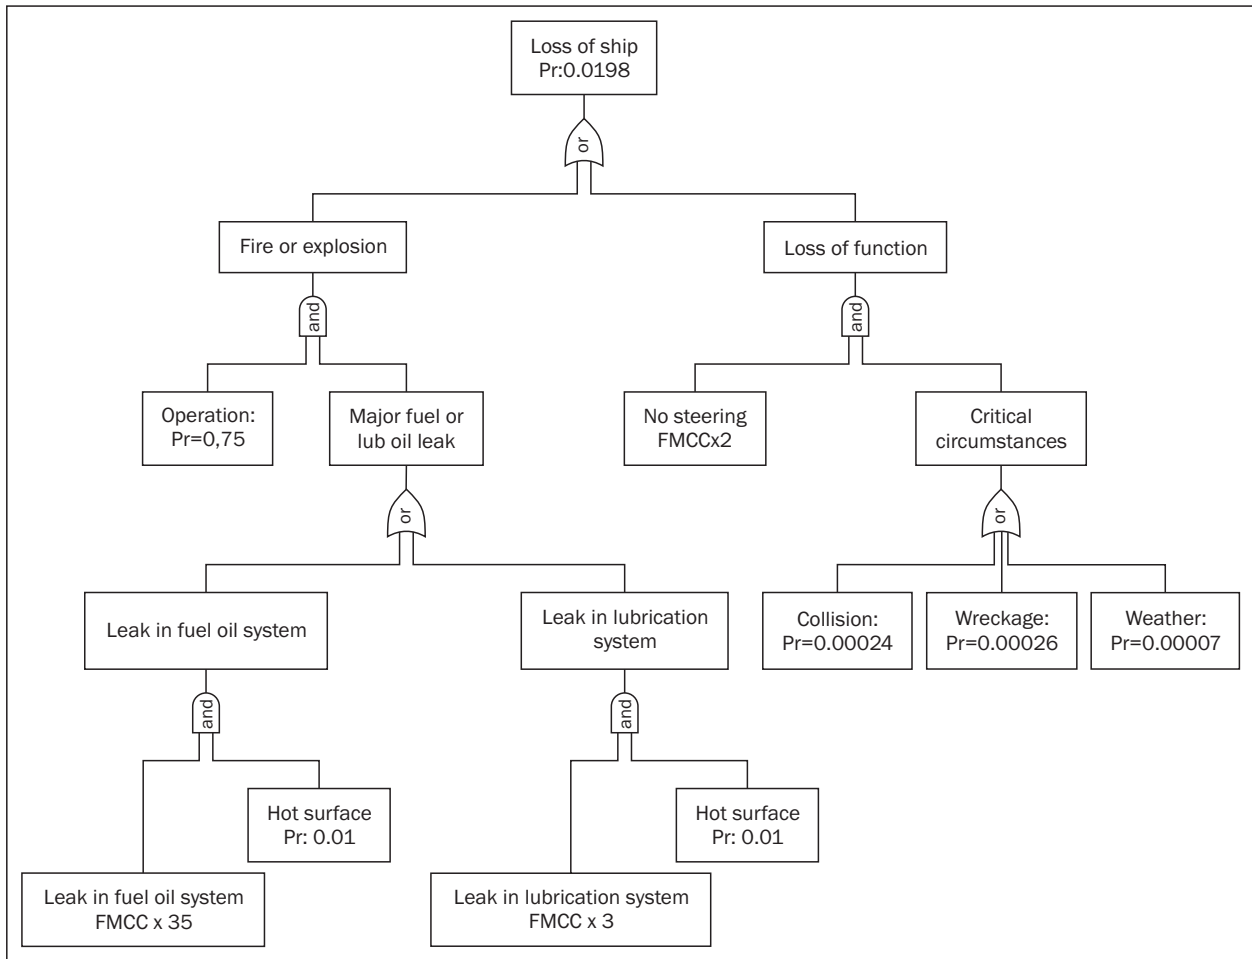 Loss of ship
Pr:0.0198
or
Fire or explosion
Loss of function
and
and
Operation:
Pr=0,75
Major fuel or
lub oil leak
No steering
FMCCx2
Critical
circumstances
or
or
Leak in fuel oil system
Leak in lubrication
system
Collision:
Pr=0.00024
Wreckage:
Pr=0.00026
Weather:
Pr=0.00007
and
and
Hot surface
Pr: 0.01
Hot surface
Pr: 0.01
Leak in fuel oil system
FMCC x 35
Leak in lubrication system
FMCC x 3